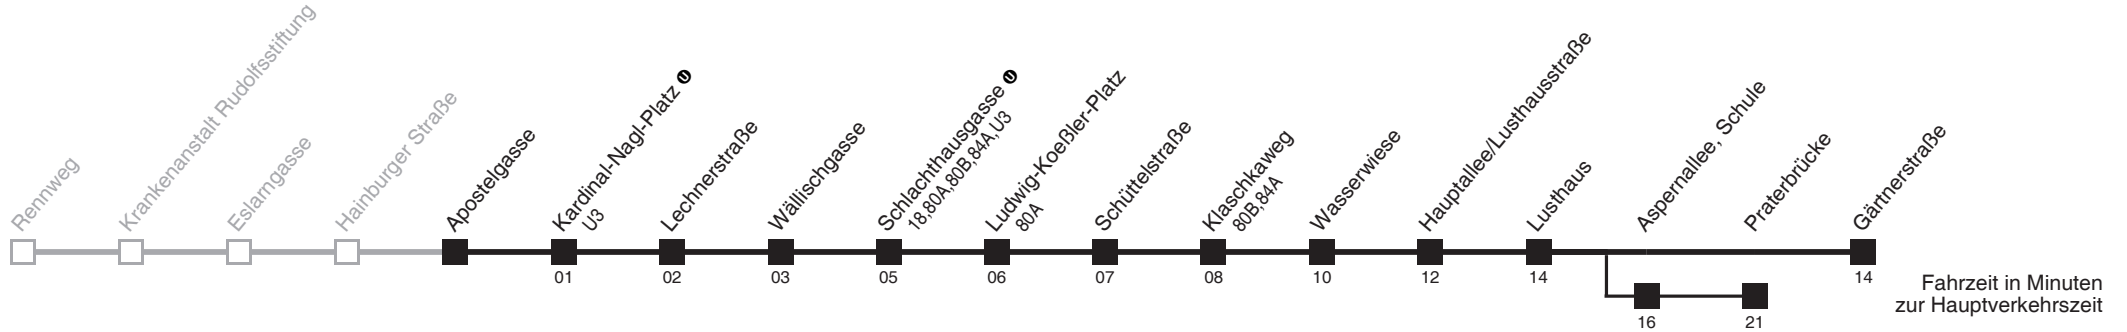 Rennweg
Krankenanstalt Rudolfsstiftung
Eslarngasse
Hainburger Straße
Apostelgasse
Kardinal-Nagl-Platz U
U3
Lechnerstraße
Wällischgasse
Schlachthausgasse U
18,80A,80B,84A,U3
Ludwig-Koeßler-Platz
80A
Schüttelstraße
Klaschkaweg
80B,84A
Wasserwiese
Hauptallee/Lusthausstraße
Lusthaus
Aspernallee, Schule
Praterbrücke
Gärtnerstraße
01 02 03 05 06 07 08 10 12 14 14
16 21
Fahrzeit in Minuten
zur Hauptverkehrszeit